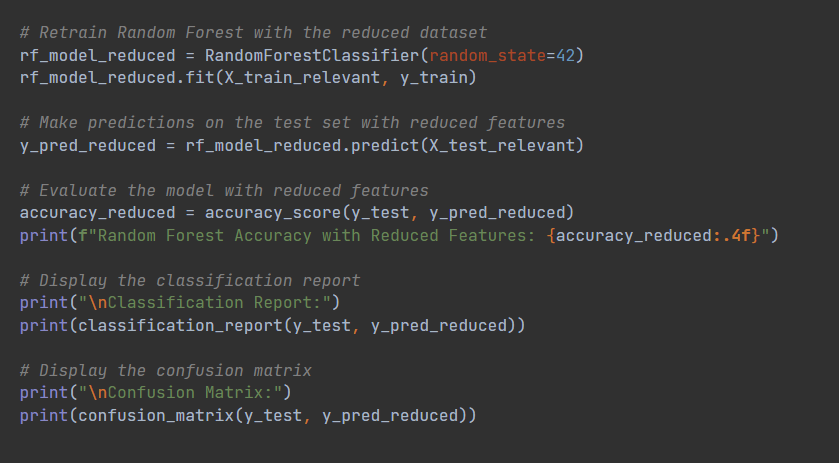 # Retrain Random Forest with the reduced dataset
rf_model_reduced = RandomForestClassifier(random_state=42)
rf_model_reduced.fit(X_train_relevant, y_train)
# Make predictions on the test set with reduced features
y_pred_reduced = rf_model_reduced.predict(X_test_relevant)
# Evaluate the model with reduced features
accuracy_reduced = accuracy_score(y_test, y_pred_reduced)
print(f"Random Forest Accuracy with Reduced Features: {accuracy_reduced:.4f}")
# Display the classification report
print("\nClassification Report:")
print(classification_report(y_test, y_pred_reduced))
# Display the confusion matrix
print("\nConfusion Matrix:")
print(confusion_matrix(y_test, y_pred_reduced))